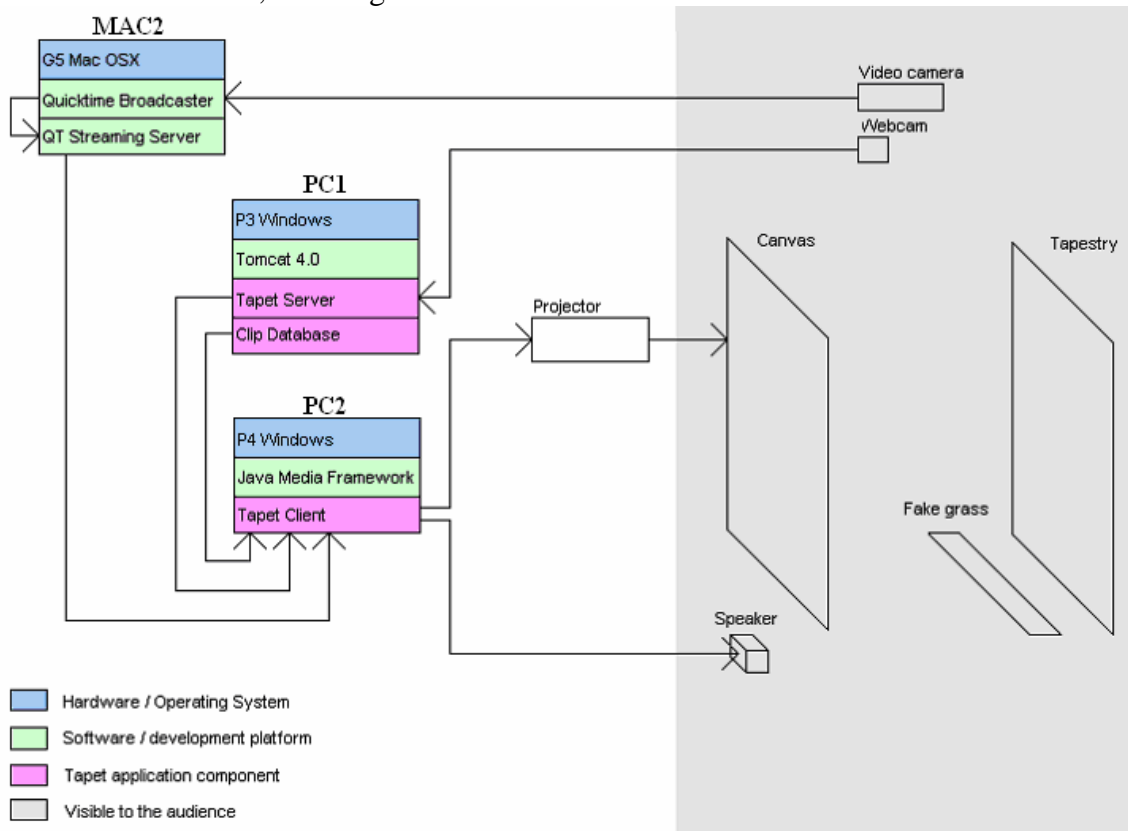 MAC2
G5 Mac OSX
Quicktime Broadcaster
QT Streaming Server
Video camera
Webcam
PC1
P3 Windows
Tomcat 4.0
Tapet Server
Clip Database
Canvas
Tapestry
Projector
PC2
P4 Windows
Java Media Framework
Tapet Client
Fake grass
Speaker
Hardware / Operating System
Software / development platform
Tapet application component
Visible to the audience